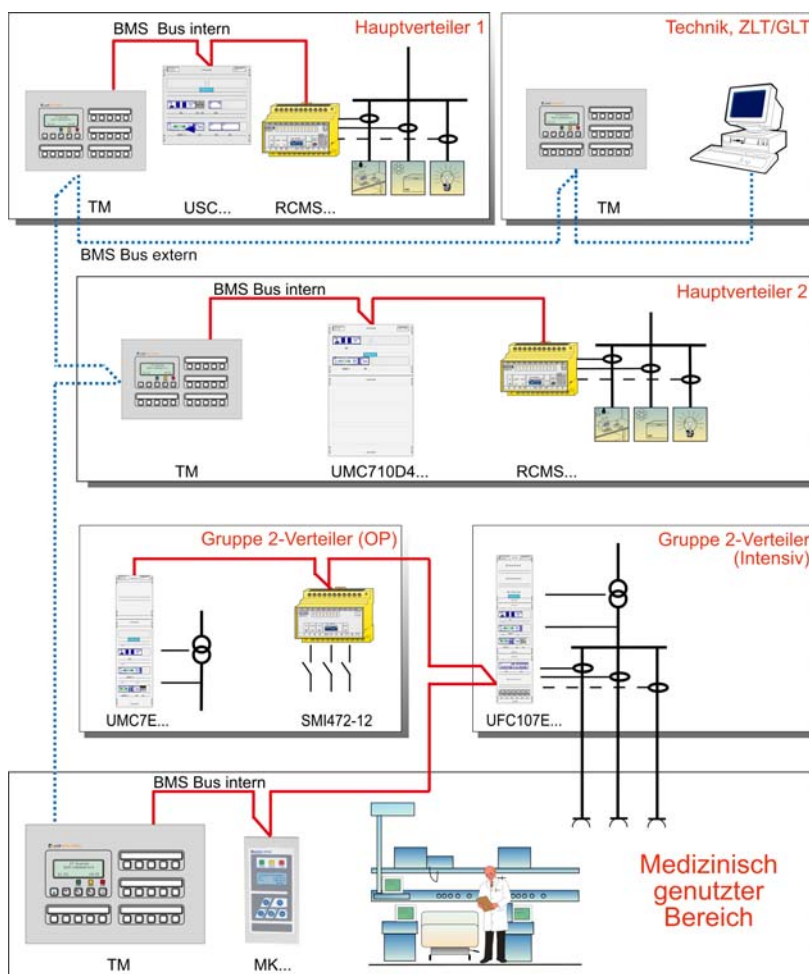 BMS Bus intern
Hauptverteiler 1
TM
USC...
RCMS...
Technik, ZLT/GLT
TM
BMS Bus extern
BMS Bus intern
Hauptverteiler 2
TM
UMC710D4...
RCMS...
Gruppe 2-Verteiler (OP)
UMC7E...
SMI472-12
Gruppe 2-Verteiler
(Intensiv)
UFC107E...
BMS Bus intern
TM
MK...
Medizinisch
genutzter
Bereich